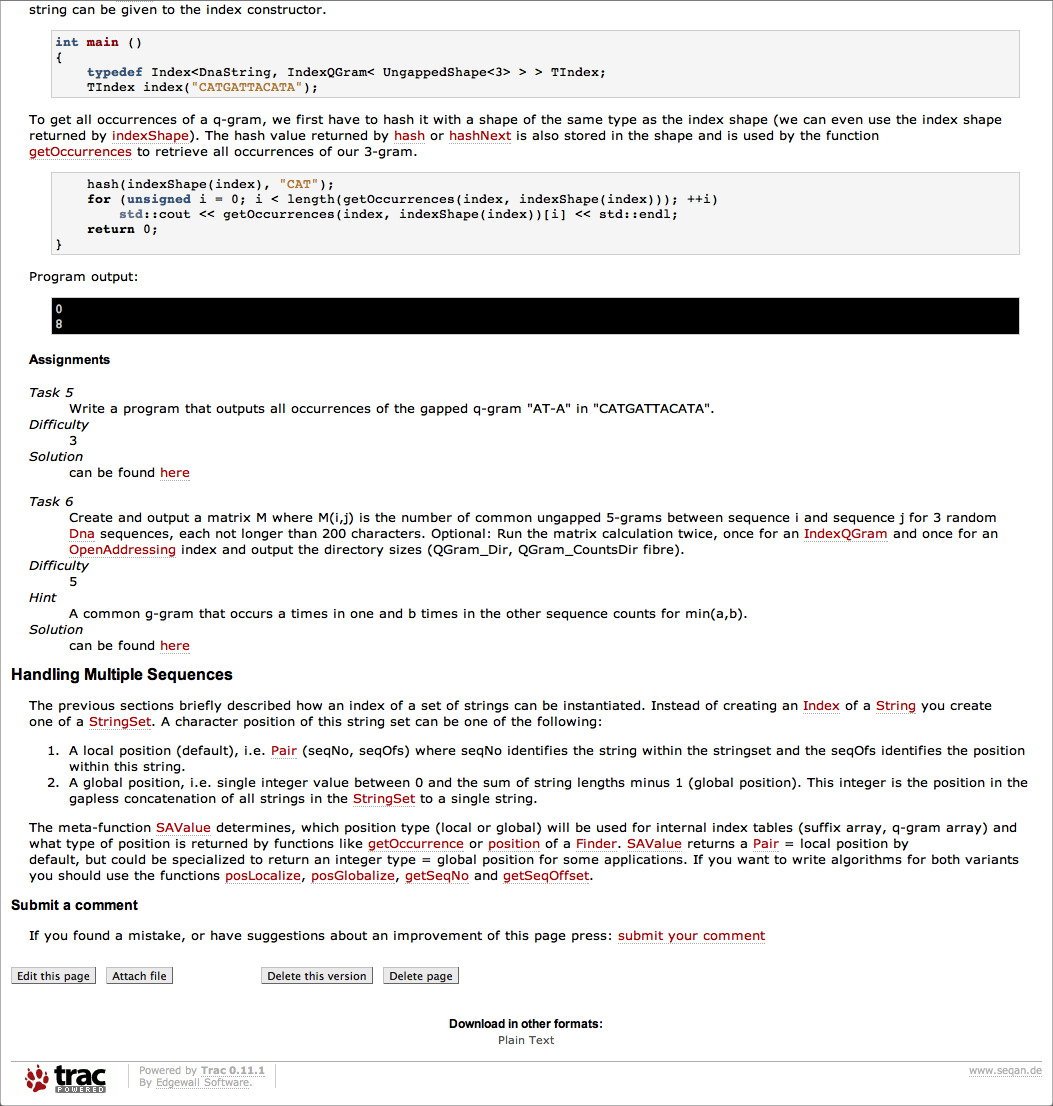 string can be given to the index constructor.
int main ()
{
    typedef Index<DnaString, IndexQGram< UngappedShape<3> > > TIndex;
    TIndex index("CATGATTACATA");
To get all occurrences of a q-gram, we first have to hash it with a shape of the same type as the index shape (we can even use the index shape
returned by indexShape). The hash value returned by hash or hashNext is also stored in the shape and is used by the function
getOccurrences to retrieve all occurrences of our 3-gram.
    hash(indexShape(index), "CAT");
    for (unsigned i = 0; i < length(getOccurrences(index, indexShape(index))); ++i)
        std::cout << getOccurrences(index, indexShape(index))[i] << std::endl;
    return 0;
}
Program output:
0
8
Assignments
Task 5
Write a program that outputs all occurrences of the gapped q-gram "AT-A" in "CATGATTACATA".
Difficulty
3
Solution
can be found here
Task 6
Create and output a matrix M where M(i,j) is the number of common ungapped 5-grams between sequence i and sequence j for 3 random
Dna sequences, each not longer than 200 characters. Optional: Run the matrix calculation twice, once for an IndexQGram and once for an
OpenAddressing index and output the directory sizes (QGram_Dir, QGram_CountsDir fibre).
Difficulty
5
Hint
A common g-gram that occurs a times in one and b times in the other sequence counts for min(a,b).
Solution
can be found here
Handling Multiple Sequences
The previous sections briefly described how an index of a set of strings can be instantiated. Instead of creating an Index of a String you create
one of a StringSet. A character position of this string set can be one of the following:
1. A local position (default), i.e. Pair (seqNo, seqOfs) where seqNo identifies the string within the stringset and the seqOfs identifies the position
within this string.
2. A global position, i.e. single integer value between 0 and the sum of string lengths minus 1 (global position). This integer is the position in the
gapless concatenation of all strings in the StringSet to a single string.
The meta-function SAValue determines, which position type (local or global) will be used for internal index tables (suffix array, q-gram array) and
what type of position is returned by functions like getOccurrence or position of a Finder. SAValue returns a Pair = local position by
default, but could be specialized to return an integer type = global position for some applications. If you want to write algorithms for both variants
you should use the functions posLocalize, posGlobalize, getSeqNo and getSeqOffset.
Submit a comment
If you found a mistake, or have suggestions about an improvement of this page press: submit your comment
Edit this page Attach file Delete this version Delete page
Download in other formats:
Plain Text
trac POWERED
Powered by Trac 0.11.1
By Edgewall Software.
www.seqan.de